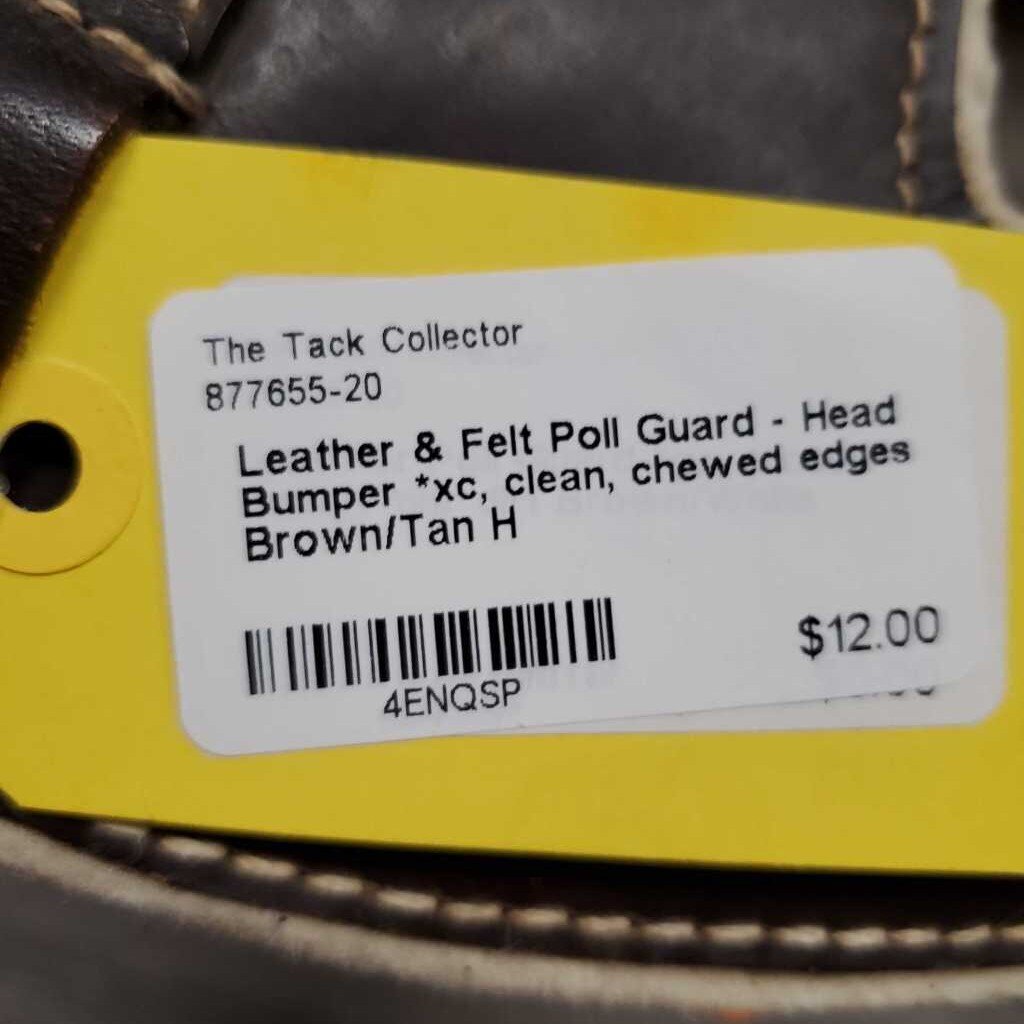 The Tack Collector
877655-20
Leather & Felt Poll Guard - Head
Bumper *xc, clean, chewed edges
Brown/Tan H
4ENQSP
$12.00